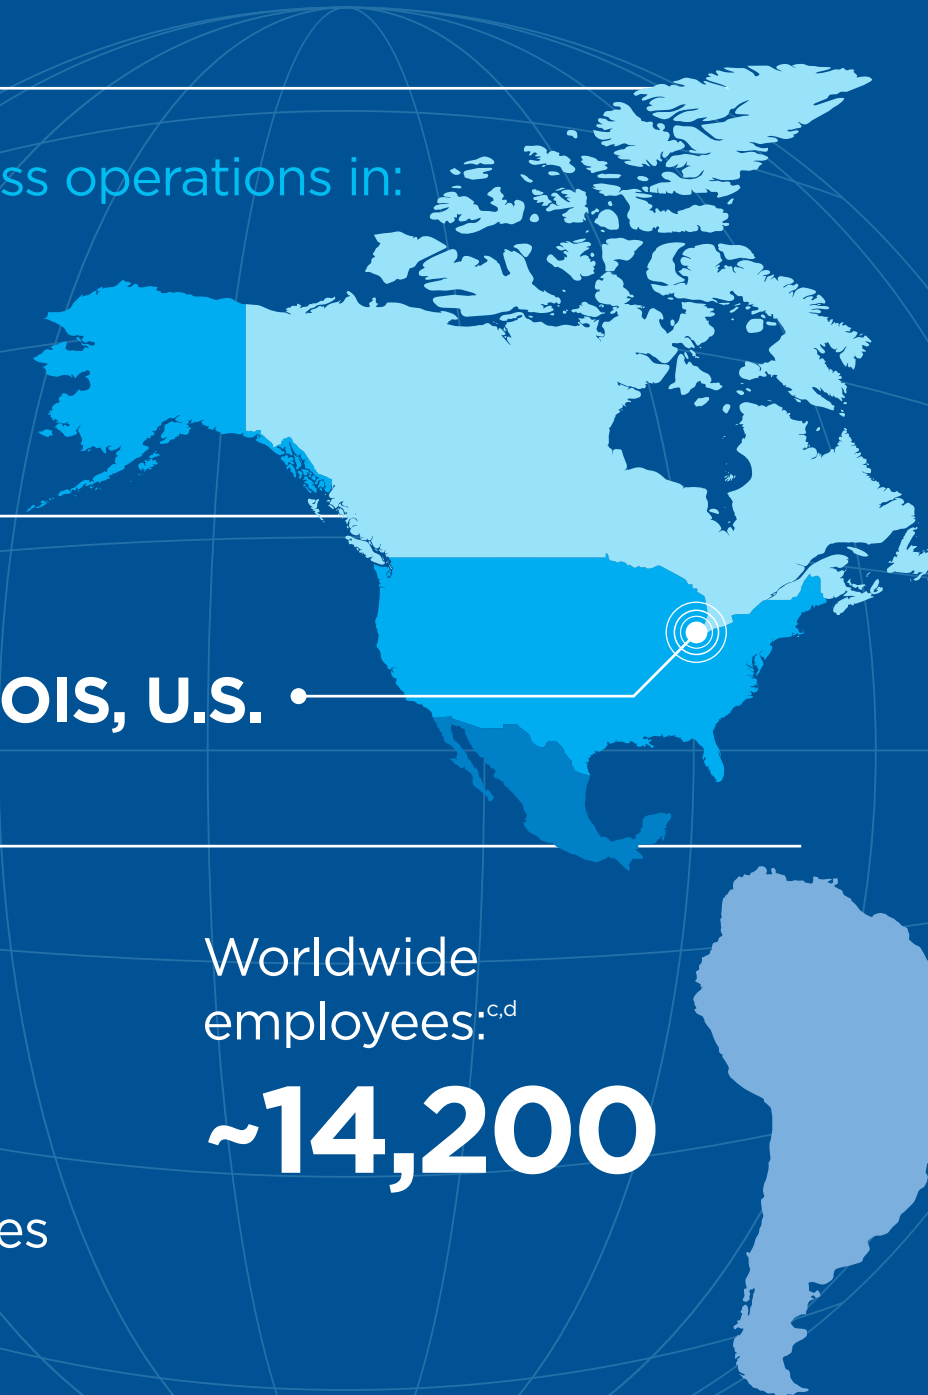 ss operations in:
OIS, U.S.
Worldwide
employees:c,d
~14,200
es